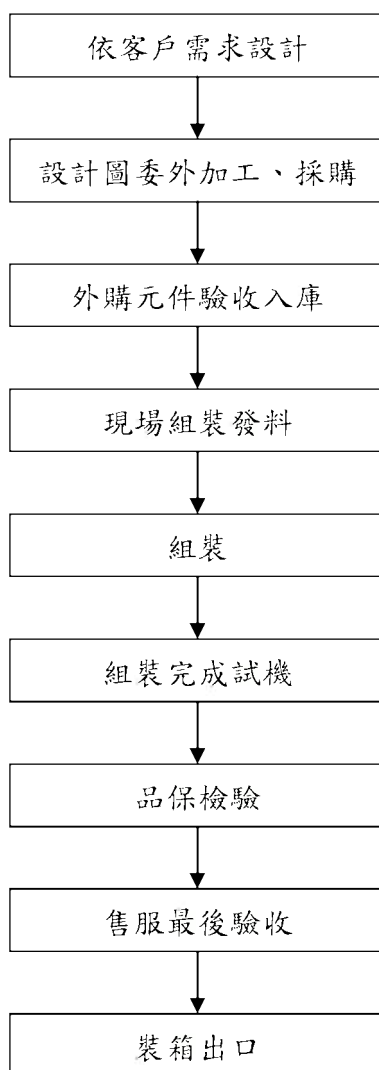 依客戶需求設計
設計圖委外加工、採購
外購元件驗收入庫
現場組裝發料
組裝
組裝完成試機
品保檢驗
售服最後驗收
裝箱出口